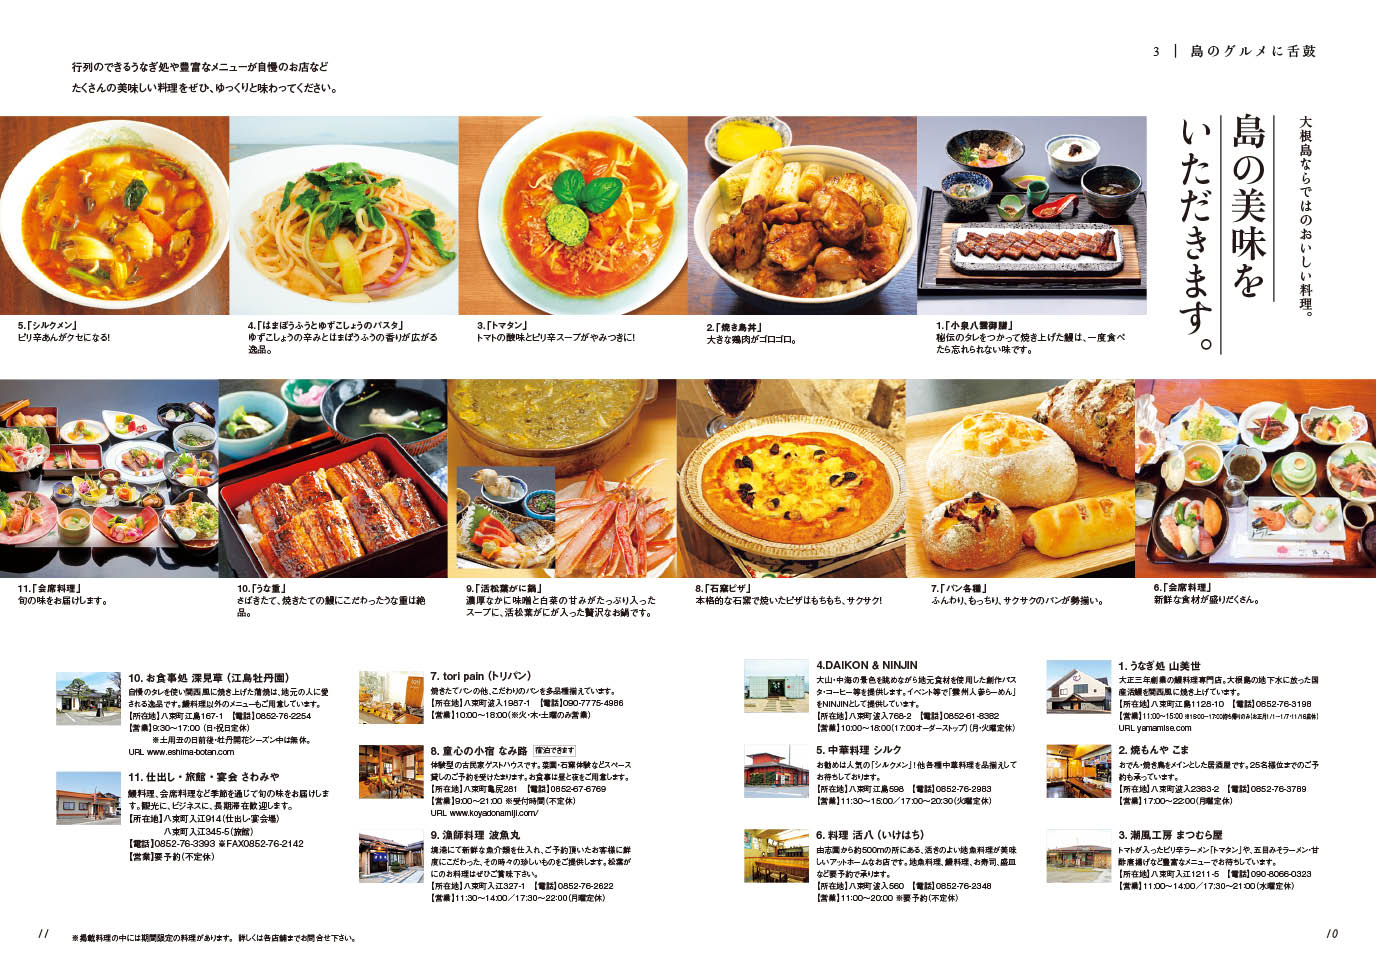 3 | 島のグルメに舌鼓
大根島ならではのおいしい料理。
島の美味を
いただきます。
行列のできるうなぎ処や豊富なメニューが自慢のお店など
たくさんの美味しい料理をぜひ、ゆっくりと味わってください。
1.「小泉八雲御膳」
秘伝のタレをつかって焼き上げた鰻は、一度食べ
たら忘れられない味です。
2.「焼き鳥丼」
大きな鶏肉がゴロゴロ。
3.「トマタン」
トマトの酸味とピリ辛スープがやみつきに!
4.「はまぼうふうとゆずこしょうのパスタ」
ゆずこしょうの辛みとはまぼうふうの香りが広がる
逸品。
5.「シルクメン」
ピリ辛あんがクセになる!
6.「会席料理」
新鮮な食材が盛りだくさん。
7.「パン各種」
ふんわり、もっちり、サクサクのパンが勢揃い。
8.「石窯ピザ」
本格的な石窯で焼いたピザはもちもち、サクサク!
9.「活松葉がに鍋」
濃厚なかに味噌と白菜の甘みがたっぷり入った
スープに、活松葉がにが入った贅沢なお鍋です。
10.「うな重」
さばきたて、焼きたての鰻にこだわったうな重は絶
品。
11.「会席料理」
旬の味をお届けします。
1. うなぎ処 山美世
大正三年創業の鰻料理専門店。大根島の地下水に放った国
産活鰻を関西風に焼き上げています。
【所在地】八束町江島1128-10 【電話】0852-76-3198
【営業】11:00〜15:00
URL yamamise.com
2. 焼もんや こま
おでん・焼き鳥をメインとした居酒屋です。25名様位までのご予
約も承っています。
【所在地】八束町波入2383-2 【電話】0852-76-3789
【営業】17:00〜22:00(月曜定休)
3. 潮風工房 まつむら屋
トマトが入ったピリ辛ラーメン「トマタン」や、五目みそラーメン・甘
酢唐揚げなど豊富なメニューでお待ちしています。
【所在地】八束町入江1211-5 【電話】090-8066-0323
【営業】11:00〜14:00/17:30〜21:00(水曜定休)
4.DAIKON & NINJIN
大山・中海の景色を眺めながら地元食材を使用した創作パス
タ・コーヒー等を提供します。イベント等で「雲州人参らーめん」
をNINJINとして提供しています。
【所在地】八束町波入768-2 【電話】0852-61-8382
【営業】10:00〜18:00(17:00オーダーストップ)(月・火曜定休)
5. 中華料理 シルク
お勧めは人気の「シルクメン」!他各種中華料理を品揃えして
お待ちしております。
【所在地】八束町江島598 【電話】0852-76-2983
【営業】11:30〜15:00/17:00〜20:30(火曜定休)
6. 料理 活八(いけはち)
由志園から約500mの所にある、活きのよい地魚料理が美味
しいアットホームなお店です。地魚料理、鰻料理、お寿司、盛皿
など要予約で承ります。
【所在地】八束町波入560 【電話】0852-76-2348
【営業】11:00〜20:00 ※要予約(不定休)
7. tori pain(トリパン)
焼きたてパンの他、こだわりのパンを多品種揃えています。
【所在地】八束町波入1987-1 【電話】090-7775-4986
【営業】10:00〜18:00(※火・木・土曜のみ営業)
8. 童心の小宿 なみ路 宿泊できます
体験型の古民家ゲストハウスです。菜園・石窯体験などスペース
貸しのご予約を受けたまります。お食事は昼と夜をご用意します。
【所在地】八束町亀尻281 【電話】0852-67-6769
【営業】9:00〜21:00 ※受付時間(不定休)
URL www.koyadonamiji.com/
9. 漁師料理 波魚丸
境港にて新鮮な魚介類を仕入れ、ご予約頂いたお客様に鮮
度にこだわった、その時々の珍しいものをご提供します。松葉が
にのお料理はぜひご賞味下さい。
【所在地】八束町入江327-1 【電話】0852-76-2622
【営業】11:30〜14:00/17:30〜22:00(月曜定休)
10. お食事処 深見草(江島牡丹園)
自慢のタレを使い関西風に焼き上げた蒲焼は、地元の人に愛
される逸品です。鰻料理以外のメニューもご用意しています。
【所在地】八束町江島167-1 【電話】0852-76-2254
【営業】9:30〜17:00(日・祝日定休)
※土用丑の日前後・牡丹開花シーズン中は無休。
URL www.eshima-botan.com
11. 仕出し・旅館・宴会 さわみや
鰻料理、会席料理など季節を通じて旬の味をお届けしま
す。観光に、ビジネスに、長期滞在歓迎します。
【所在地】八束町入江914(仕出し・宴会場)
八束町入江345-5(旅館)
【電話】0852-76-3393 ※FAX0852-76-2142
【営業】要予約(不定休)
11
※掲載料理の中には期間限定の料理があります。 詳しくは各店舗までお問合せ下さい。
10